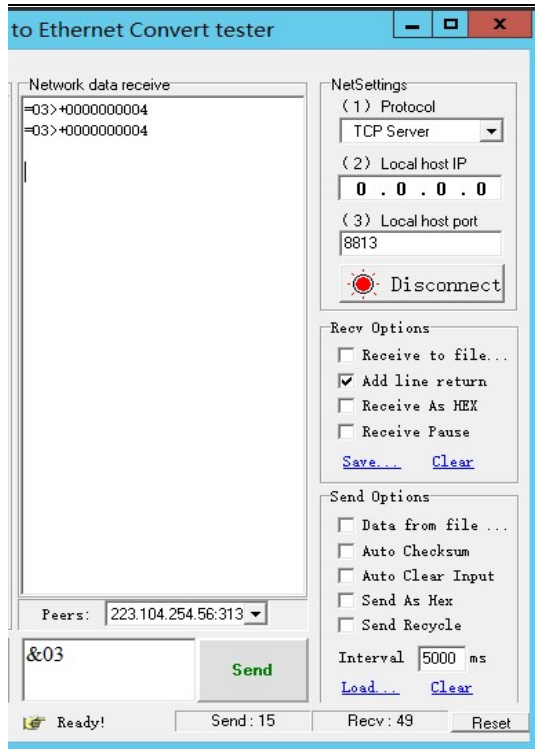 to Ethernet Convert tester
Network data receive
=03>+0000000004
=03>+0000000004
NetSettings
(1) Protocol
TCP Server
(2) Local host IP
0 . 0 . 0 . 0
(3) Local host port
8813
Disconnect
Recv Options
Receive to file...
Add line return
Receive As HEX
Receive Pause
Save... Clear
Send Options
Data from file ...
Auto Checksum
Auto Clear Input
Send As Hex
Send Recycle
Interval 5000 ms
Load... Clear
Peers: 223.104.254.56:313
&03
Send
Ready! Send : 15 Recv : 49 Reset